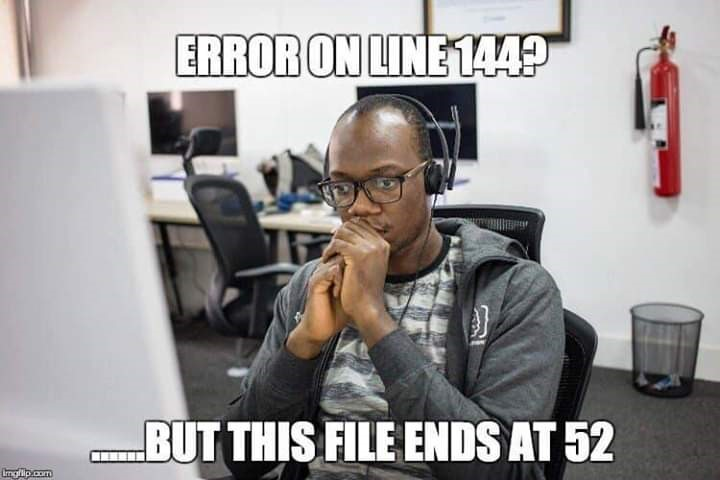 ERROR ON LINE 144?
......BUT THIS FILE ENDS AT 52
imgflip.com